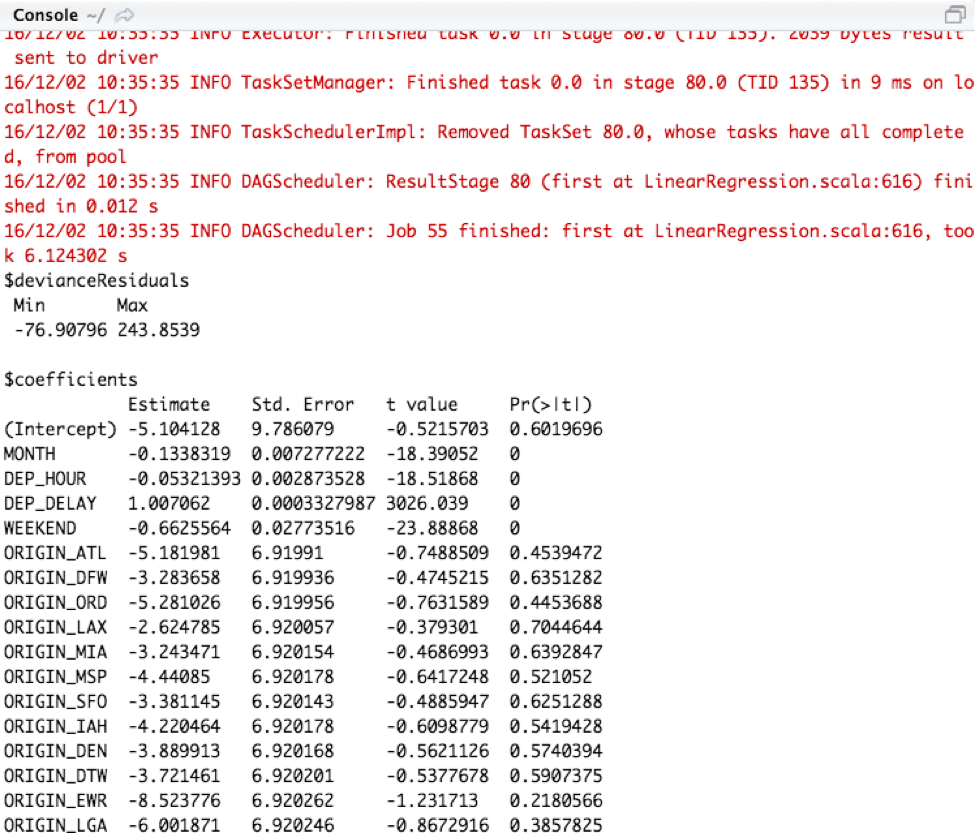 Console ~/
16/12/02 10:35:35 INFO Executor: Finished task 0.0 in stage 80.0 (TID 135). 2059 bytes result
sent to driver
16/12/02 10:35:35 INFO TaskSetManager: Finished task 0.0 in stage 80.0 (TID 135) in 9 ms on lo
calhost (1/1)
16/12/02 10:35:35 INFO TaskSchedulerImpl: Removed TaskSet 80.0, whose tasks have all complete
d, from pool
16/12/02 10:35:35 INFO DAGScheduler: ResultStage 80 (first at LinearRegression.scala:616) fini
shed in 0.012 s
16/12/02 10:35:35 INFO DAGScheduler: Job 55 finished: first at LinearRegression.scala:616, too
k 6.124302 s
$devianceResiduals
Min Max
-76.90796 243.8539
$coefficients
Estimate Std. Error t value Pr(>|t|)
(Intercept) -5.104128 9.786079 -0.5215703 0.6019696
MONTH -0.1338319 0.007277222 -18.39052 0
DEP_HOUR -0.05321393 0.002873528 -18.51868 0
DEP_DELAY 1.007062 0.0003327987 3026.039 0
WEEKEND -0.6625564 0.02773516 -23.88868 0
ORIGIN_ATL -5.181981 6.91991 -0.7488509 0.4539472
ORIGIN_DFW -3.283658 6.919936 -0.4745215 0.6351282
ORIGIN_ORD -5.281026 6.919956 -0.7631589 0.4453688
ORIGIN_LAX -2.624785 6.920057 -0.379301 0.7044644
ORIGIN_MIA -3.243471 6.920154 -0.4686993 0.6392847
ORIGIN_MSP -4.44085 6.920178 -0.6417248 0.521052
ORIGIN_SFO -3.381145 6.920143 -0.4885947 0.6251288
ORIGIN_IAH -4.220464 6.920178 -0.6098779 0.5419428
ORIGIN_DEN -3.889913 6.920168 -0.5621126 0.5740394
ORIGIN_DTW -3.721461 6.920201 -0.5377678 0.5907375
ORIGIN_EWR -8.523776 6.920262 -1.231713 0.2180566
ORIGIN_LGA -6.001871 6.920246 -0.8672916 0.3857825